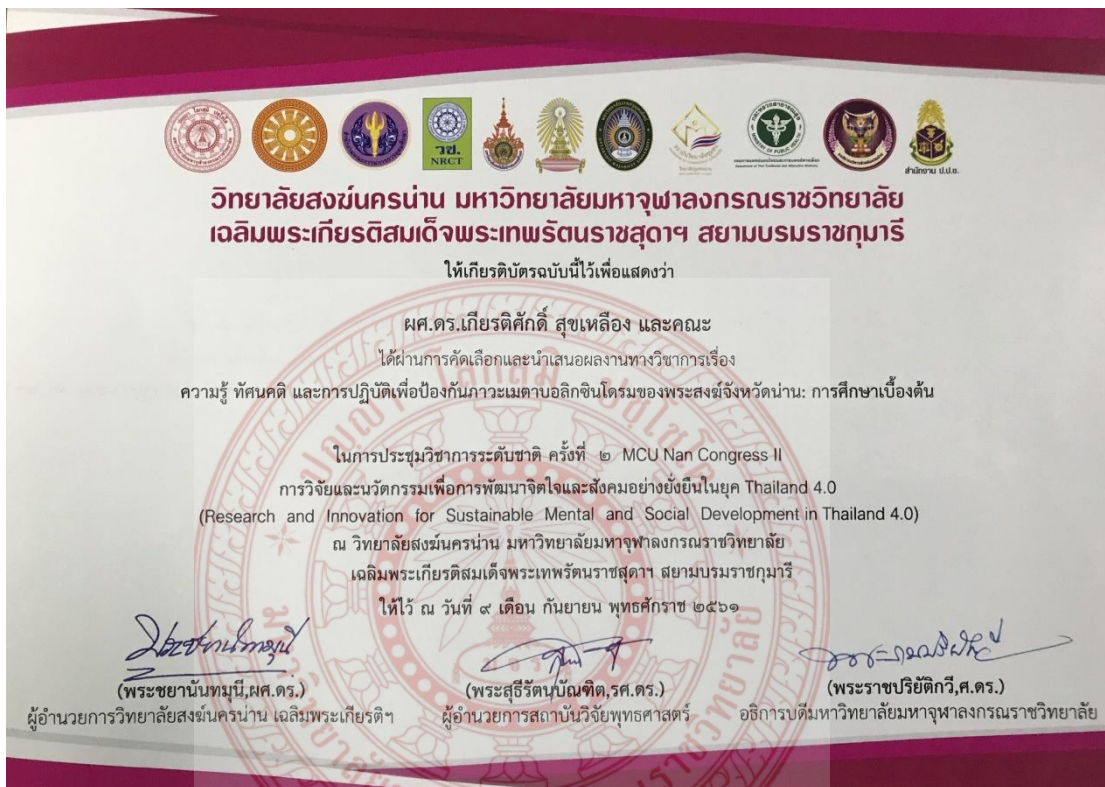 วช.
NRCT
สำนักงาน ป.ป.ช.
วิทยาลัยสงฆ์นครน่าน มหาวิทยาลัยมหาจุฬาลงกรณราชวิทยาลัย
เฉลิมพระเกียรติสมเด็จพระเทพรัตนราชสุดาฯ สยามบรมราชกุมารี
ให้เกียรติบัตรฉบับนี้ไว้เพื่อแสดงว่า
ผศ.ดร.เกียรติศักดิ์ สุขเหลือง และคณะ
ได้ผ่านการคัดเลือกและนำเสนอผลงานทางวิชาการเรื่อง
ความรู้ ทัศนคติ และการปฏิบัติเพื่อป้องกันภาวะเมตาบอลิกซินโดรมของพระสงฆ์จังหวัดน่าน: การศึกษาเบื้องต้น
ในการประชุมวิชาการระดับชาติ ครั้งที่ ๒ MCU Nan Congress II
การวิจัยและนวัตกรรมเพื่อการพัฒนาจิตใจและสังคมอย่างยั่งยืนในยุค Thailand 4.0
(Research and Innovation for Sustainable Mental and Social Development in Thailand 4.0)
ณ วิทยาลัยสงฆ์นครน่าน มหาวิทยาลัยมหาจุฬาลงกรณราชวิทยาลัย
เฉลิมพระเกียรติสมเด็จพระเทพรัตนราชสุดาฯ สยามบรมราชกุมารี
ให้ไว้ ณ วันที่ ๙ เดือน กันยายน พุทธศักราช ๒๕๖๑
(พระชยานันทมุนี,ผศ.ดร.) (พระสุธีรัตนบัณฑิต,รศ.ดร.) (พระราชปริยัติกวี,ศ.ดร.)
ผู้อำนวยการวิทยาลัยสงฆ์นครน่าน เฉลิมพระเกียรติฯ ผู้อำนวยการสถาบันวิจัยพุทธศาสตร์ อธิการบดีมหาวิทยาลัยมหาจุฬาลงกรณราชวิทยาลัย